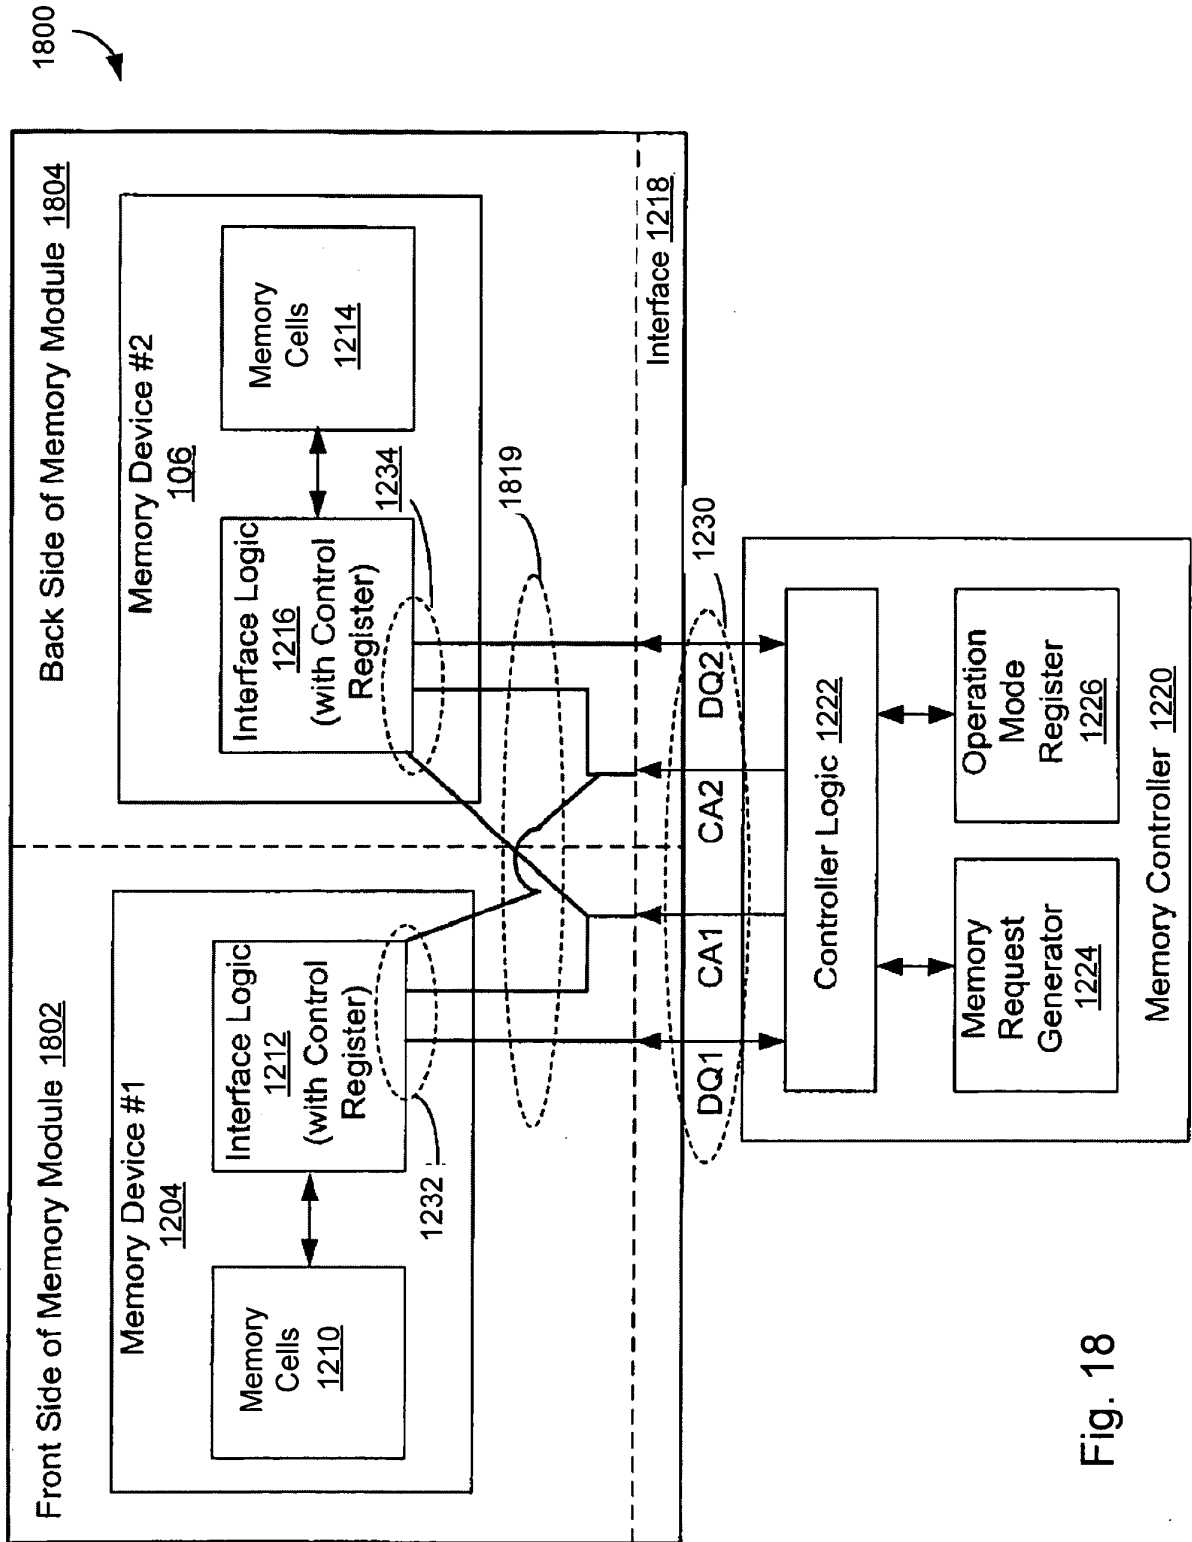 1800
Front Side of Memory Module 1802
Back Side of Memory Module 1804
Memory Device #1
1204
Memory
Cells
1210
Interface Logic
1212
(with Control
Register)
1232
Memory Device #2
106
Interface Logic
1216
(with Control
Register)
Memory
Cells
1214
1234
1819
Interface 1218
1230
DQ1
CA1
CA2
DQ2
Controller Logic 1222
Memory
Request
Generator
1224
Operation
Mode
Register
1226
Memory Controller 1220
Fig. 18